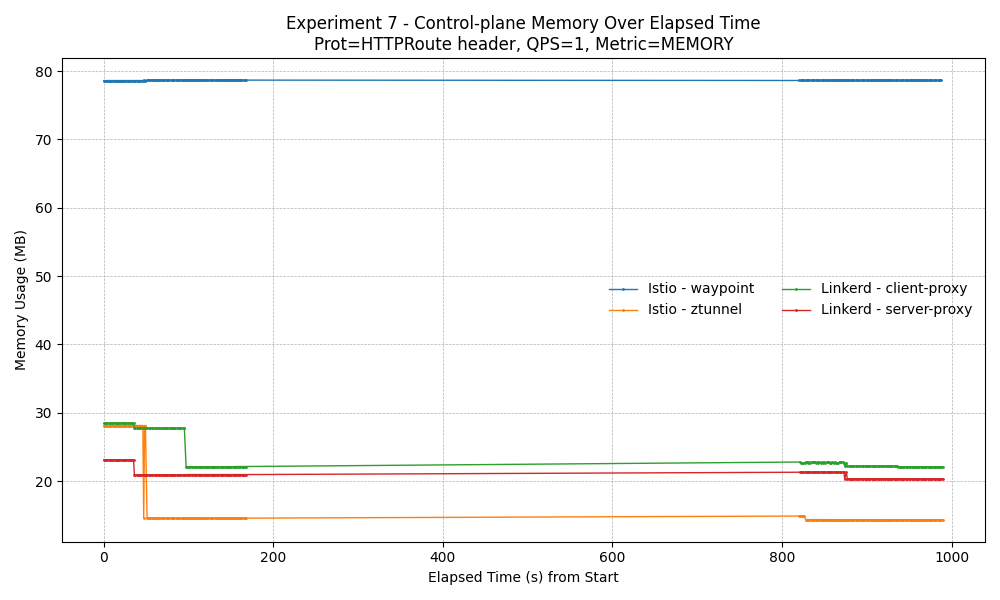 Experiment 7 - Control-plane Memory Over Elapsed Time
Prot=HTTPRoute header, QPS=1, Metric=MEMORY
Memory Usage (MB)
80
70
60
50
40
30
20
Istio - waypoint
Istio - ztunnel
Linkerd - client-proxy
Linkerd - server-proxy
0 200 400 600 800 1000
Elapsed Time (s) from Start